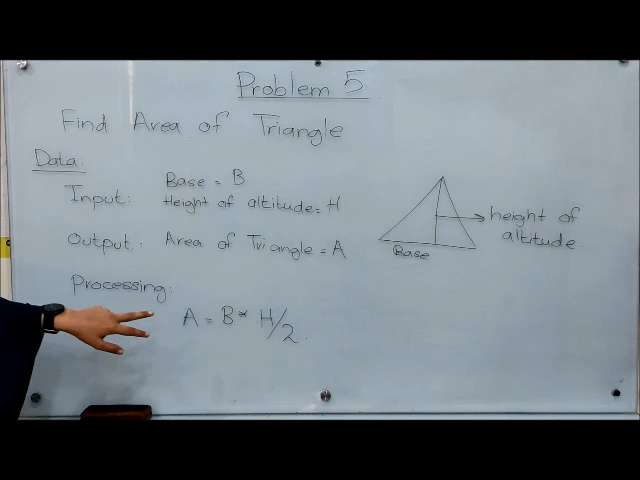 Problem 5
Find Area of Triangle
Data:
Input: Base = B
Height of altitude = H
Output: Area of Triangle = A
Processing:
A = B * H/2.
height of
altitude.
Base